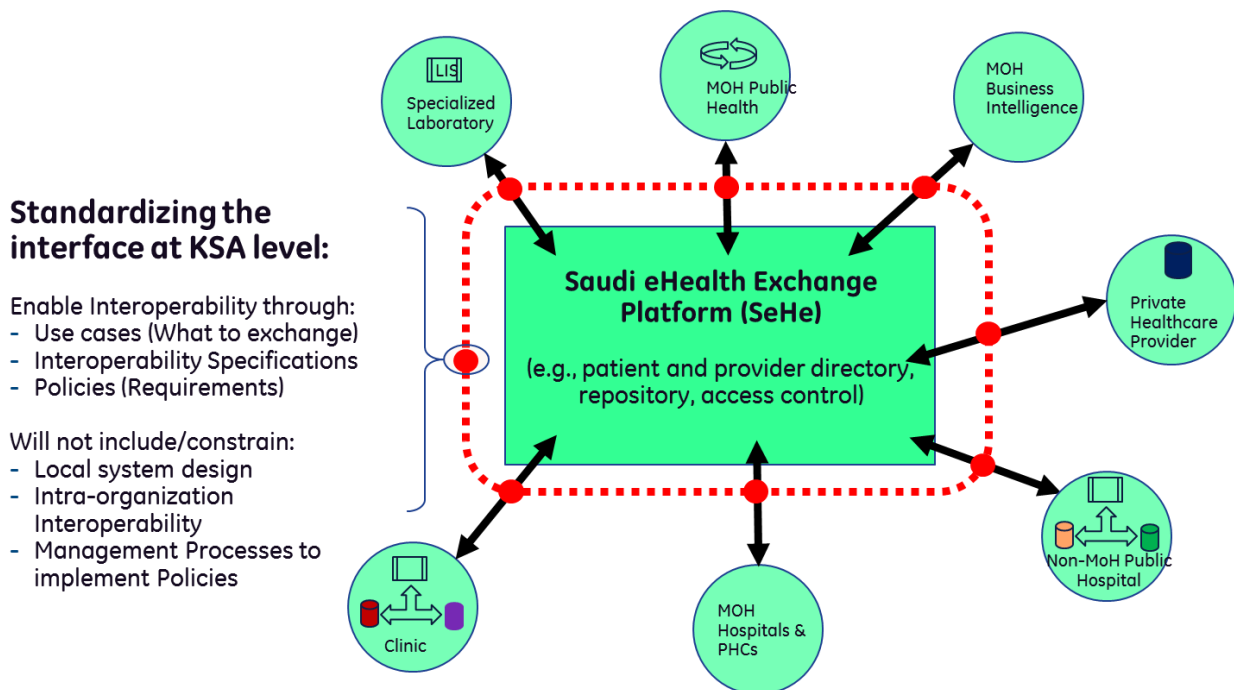 LIS
Specialized
Laboratory
MOH Public
Health
MOH
Business
Intelligence
Standardizing the
interface at KSA level:
Enable Interoperability through:
- Use cases (What to exchange)
- Interoperability Specifications
- Policies (Requirements)
Will not include/constrain:
- Local system design
- Intra-organization
Interoperability
- Management Processes to
implement Policies
Saudi eHealth Exchange
Platform (SeHe)
(e.g., patient and provider directory,
repository, access control)
Private
Healthcare
Provider
Non-MoH Public
Hospital
MOH
Hospitals &
PHCs
Clinic